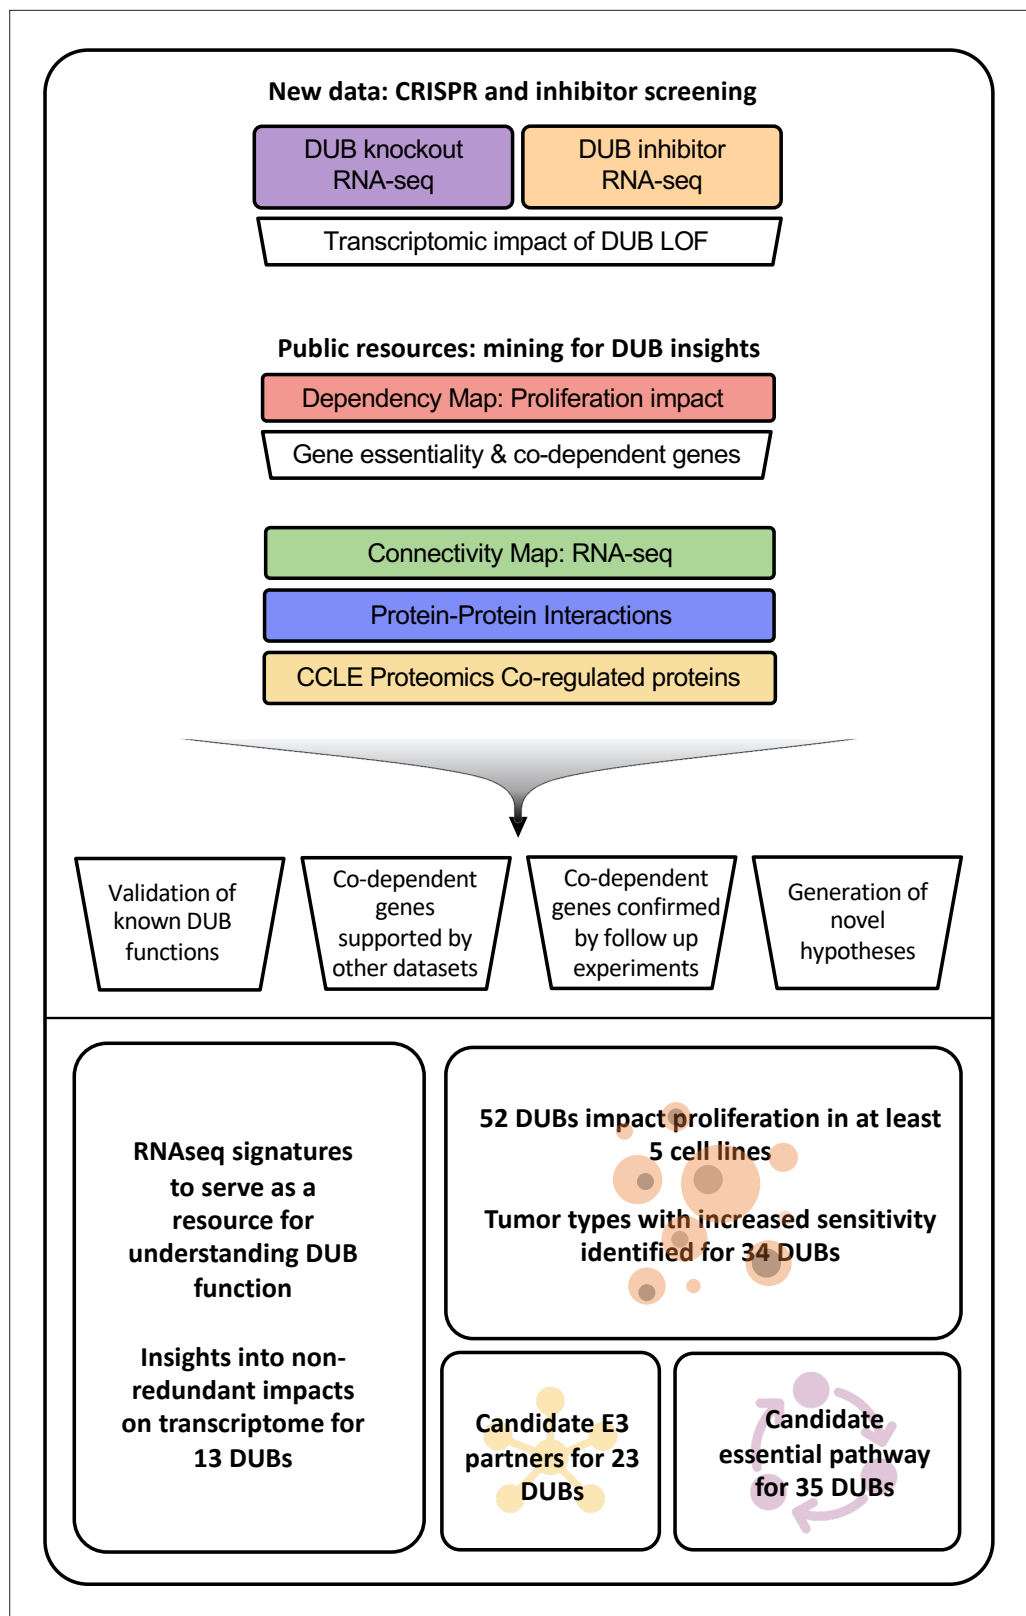 New data: CRISPR and inhibitor screening
DUB knockout
RNA-seq
DUB inhibitor
RNA-seq
Transcriptomic impact of DUB LOF
Public resources: mining for DUB insights
Dependency Map: Proliferation impact
Gene essentiality & co-dependent genes
Connectivity Map: RNA-seq
Protein-Protein Interactions
CCLE Proteomics Co-regulated proteins
Validation of
known DUB
functions
Co-dependent
genes
supported by
other datasets
Co-dependent
genes confirmed
by follow up
experiments
Generation of
novel
hypotheses
RNAseq signatures
to serve as a
resource for
understanding DUB
function
Insights into non-
redundant impacts
on transcriptome for
13 DUBs
52 DUBs impact proliferation in at least
5 cell lines
Tumor types with increased sensitivity
identified for 34 DUBs
Candidate E3
partners for 23
DUBs
Candidate
essential pathway
for 35 DUBs